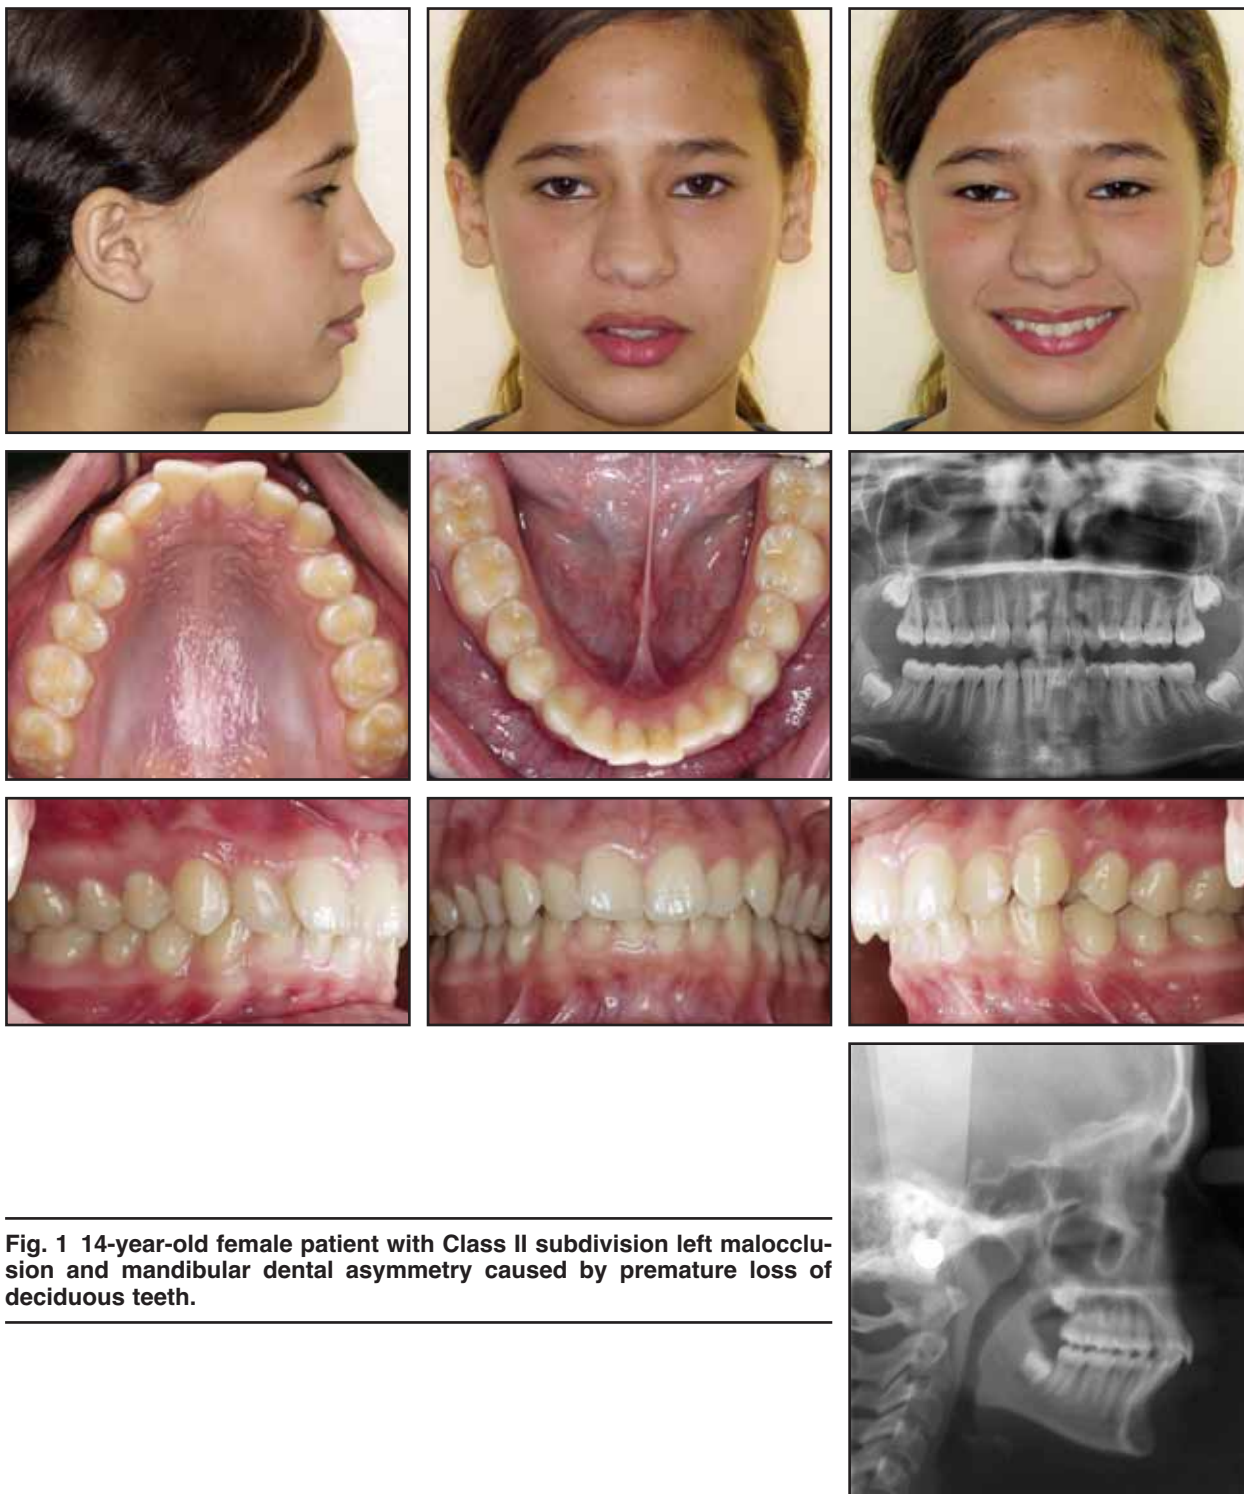 Fig. 1 14-year-old female patient with Class II subdivision left malocclu-
sion and mandibular dental asymmetry caused by premature loss of
deciduous teeth.